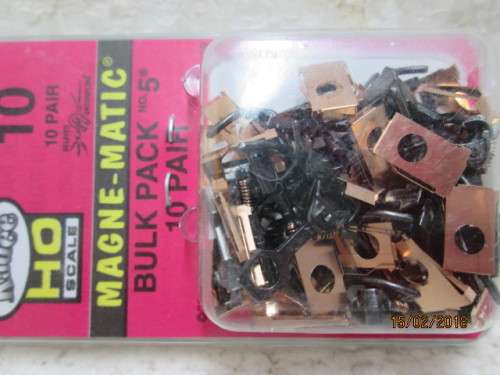 10
10 PAIR
Kadee
HO
SCALE
MAGNE-MATIC®
BULK PACK NO. 5®
10 PAIR
15/02/2018